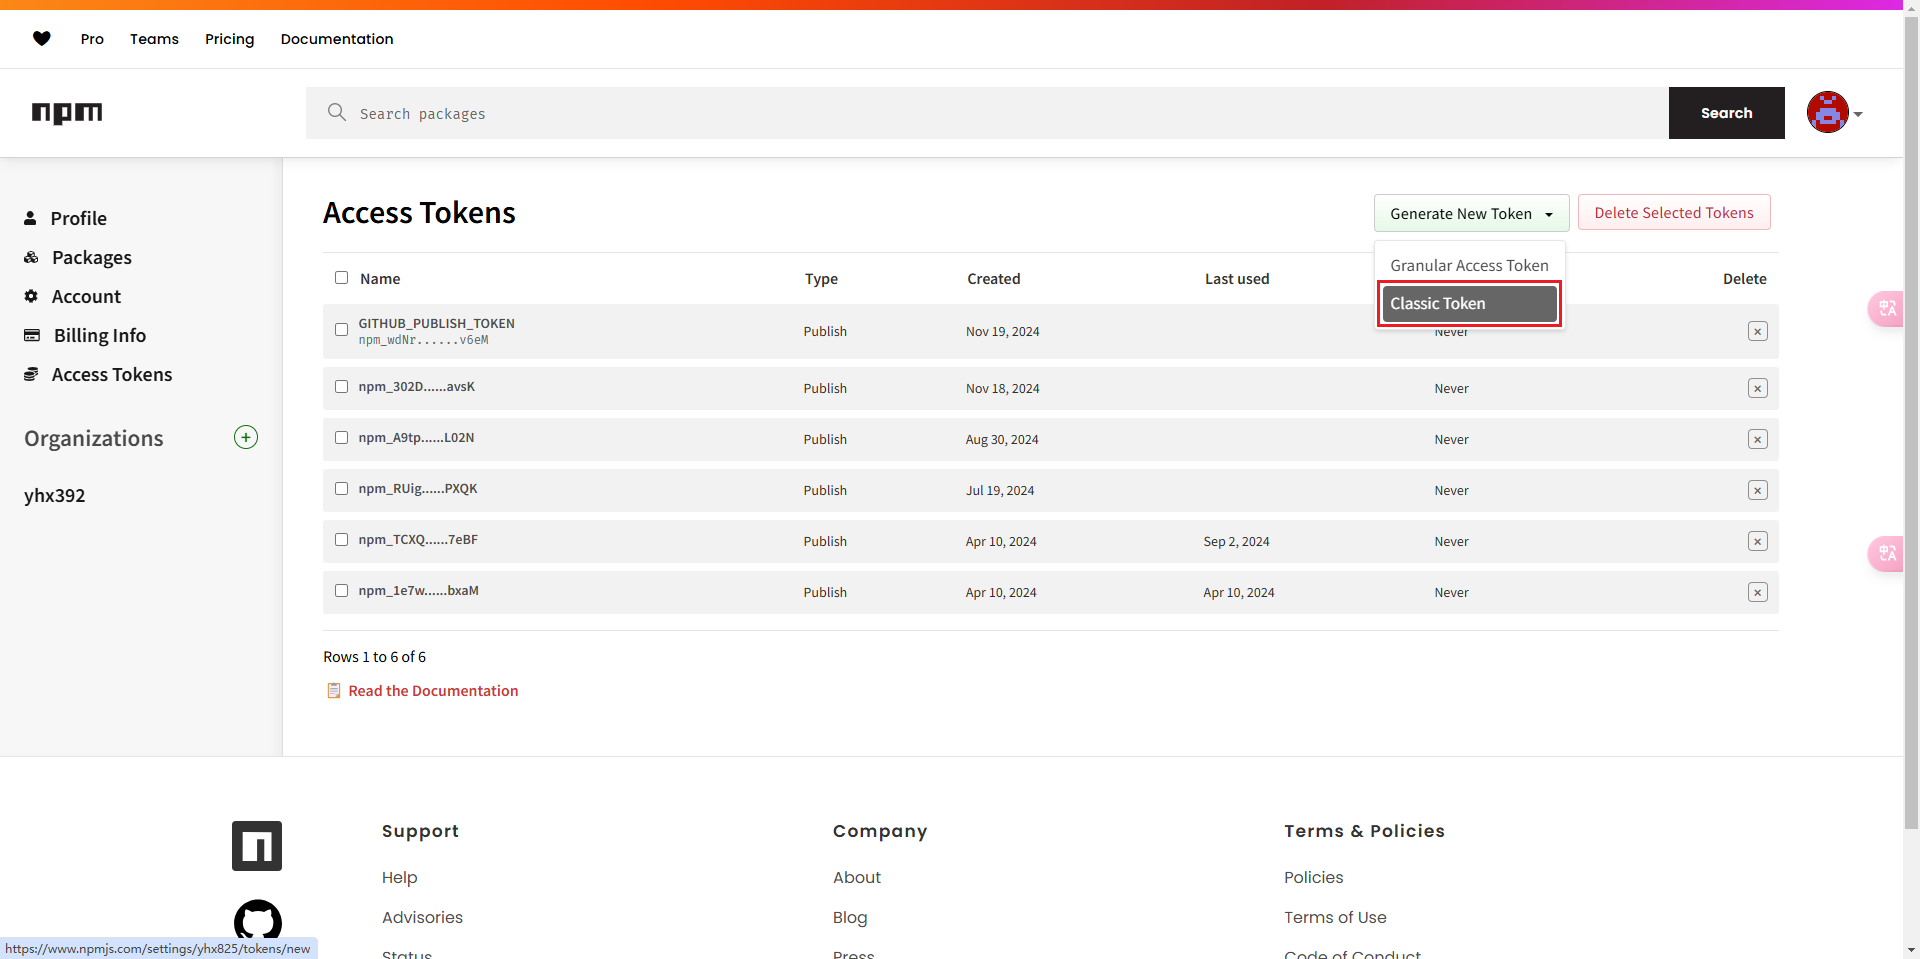 Pro Teams Pricing Documentation
npm
Search packages
Search
Profile
Packages
Account
Billing Info
Access Tokens
Organizations
yhx392
Access Tokens
Generate New Token
Delete Selected Tokens
Granular Access Token
Classic Token
Name Type Created Last used Delete
GITHUB_PUBLISH_TOKEN
npm_wdNr......v6eM Publish Nov 19, 2024 Never
npm_302D......avsK Publish Nov 18, 2024 Never
npm_A9tp......L02N Publish Aug 30, 2024 Never
npm_RUig......PXQK Publish Jul 19, 2024 Never
npm_TCXQ......7eBF Publish Apr 10, 2024 Sep 2, 2024 Never
npm_1e7w......bxaM Publish Apr 10, 2024 Apr 10, 2024 Never
Rows 1 to 6 of 6
Read the Documentation
Support
Help
Advisories
Status
Company
About
Blog
Press
Terms & Policies
Policies
Terms of Use
Code of Conduct
https://www.npmjs.com/settings/yhx825/tokens/new